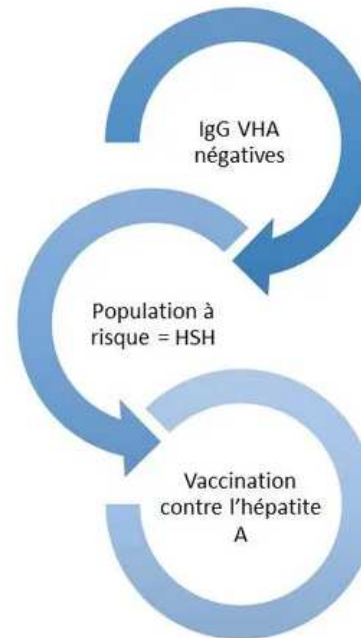 IgG VHA
négatives
Population à
risque = HSH
Vaccination
contre l'hépatite
A